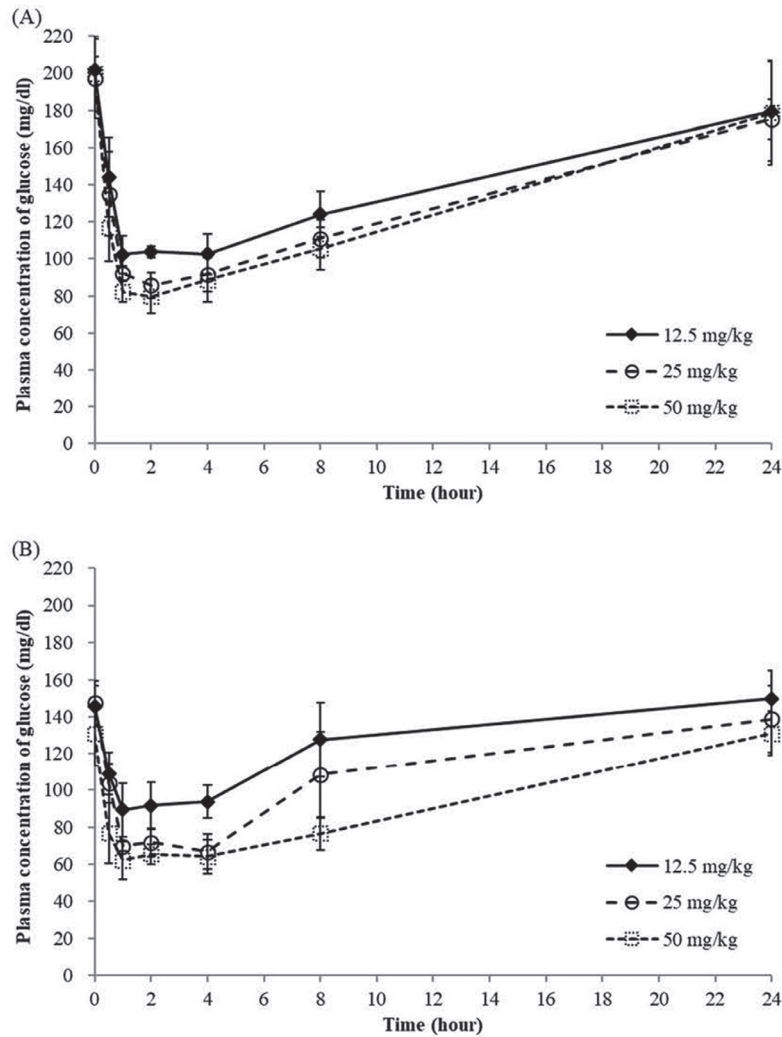 (A)
Plasma concentration of glucose (mg/dl)
220
200
180
160
140
120
100
80
60
40
20
0
12.5 mg/kg
25 mg/kg
50 mg/kg
0 2 4 6 8 10 12 14 16 18 20 22 24
Time (hour)
(B)
Plasma concentration of glucose (mg/dl)
220
200
180
160
140
120
100
80
60
40
20
0
12.5 mg/kg
25 mg/kg
50 mg/kg
0 2 4 6 8 10 12 14 16 18 20 22 24
Time (hour)